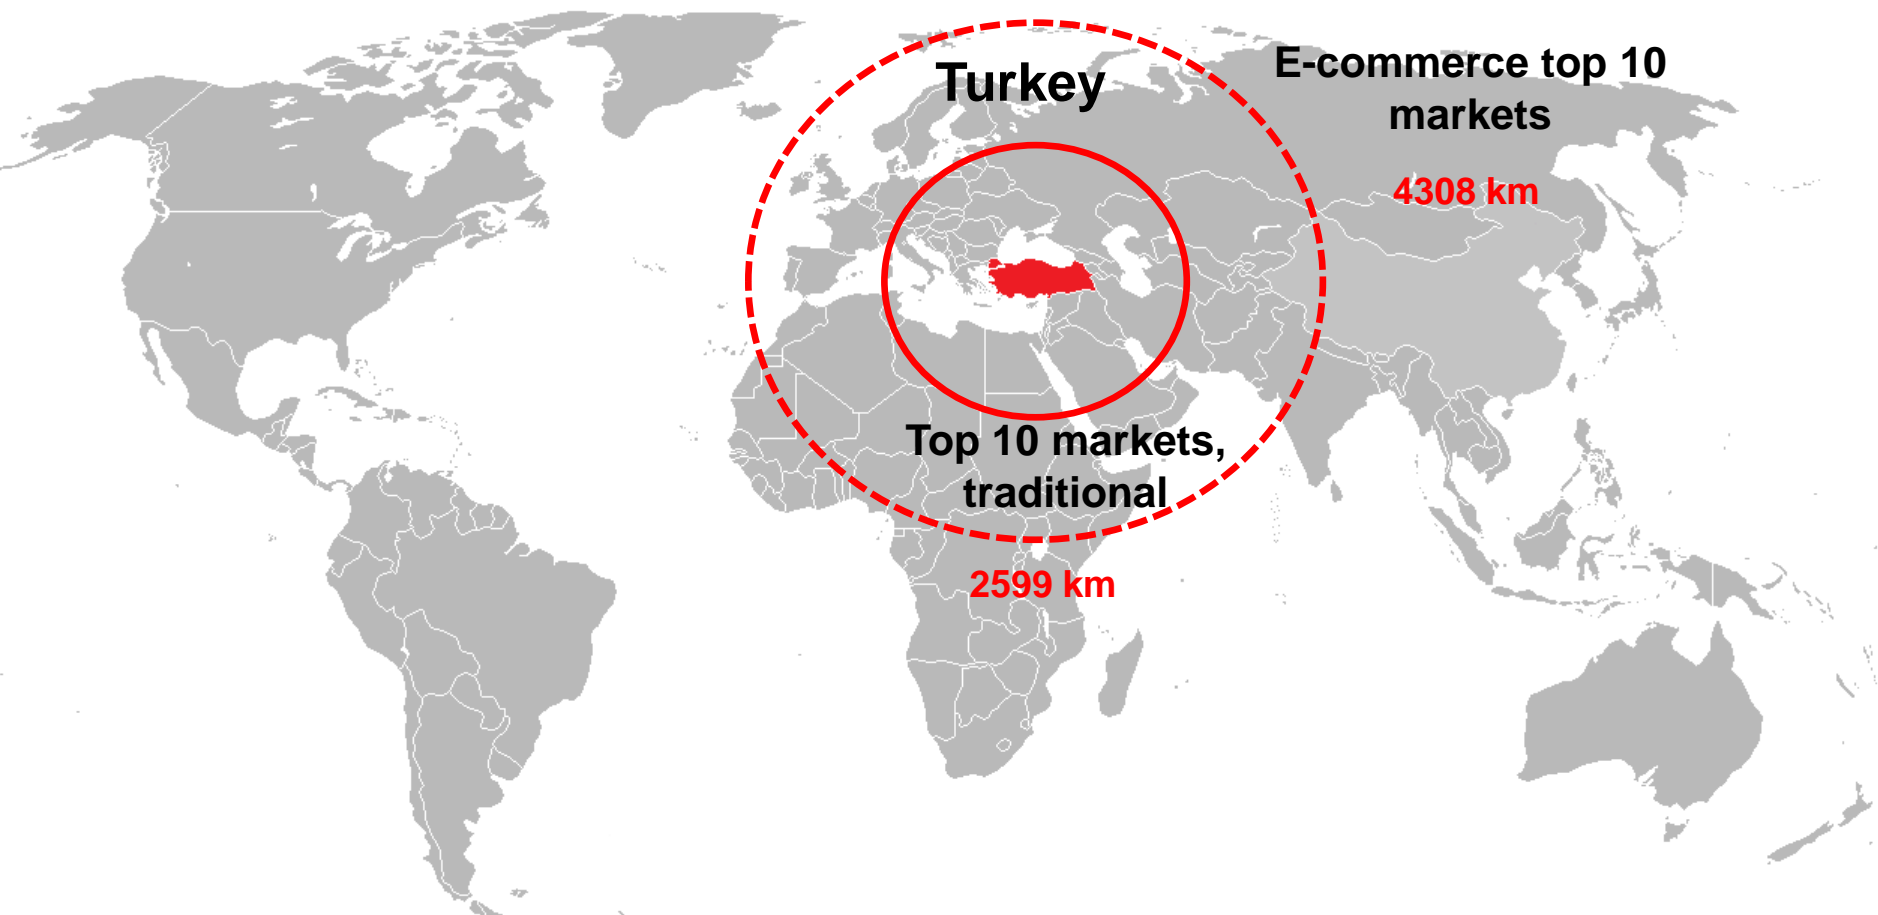 Turkey
E-commerce top 10
markets
4308 km
Top 10 markets,
traditional
2599 km